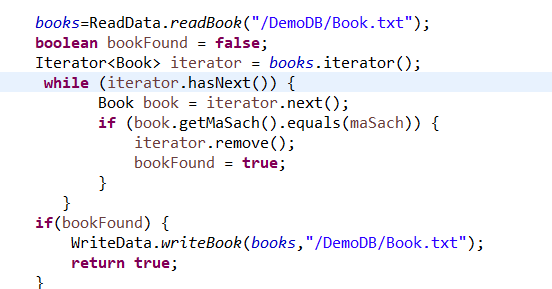 books=ReadData.readBook("/DemoDB/Book.txt");
boolean bookFound = false;
Iterator<Book> iterator = books.iterator();
while (iterator.hasNext()) {
Book book = iterator.next();
if (book.getMaSach().equals(maSach)) {
iterator.remove();
bookFound = true;
}
}
if(bookFound) {
WriteData.writeBook(books,"/DemoDB/Book.txt");
return true;
}